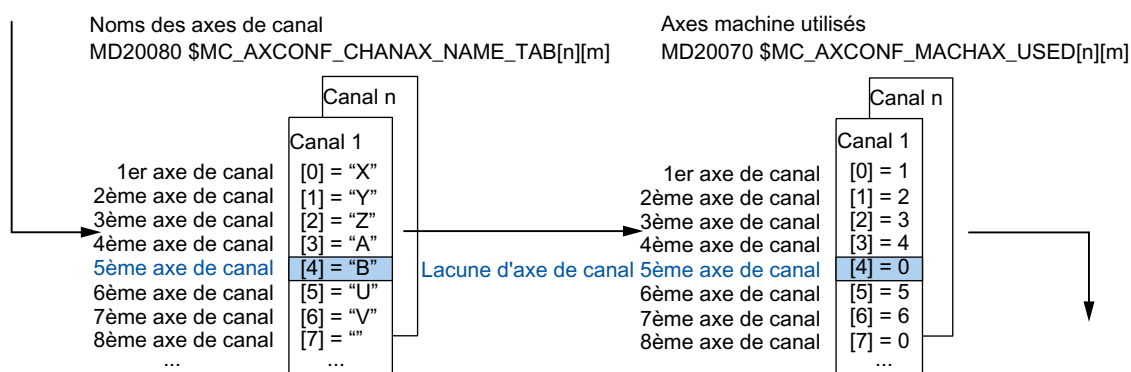 Noms des axes de canal
MD20080 $MC_AXCONF_CHANAX_NAME_TAB[n][m]
Canal n
Canal 1
1er axe de canal [0] = “X”
2ème axe de canal [1] = “Y”
3ème axe de canal [2] = “Z”
4ème axe de canal [3] = “A”
5ème axe de canal [4] = “B”
6ème axe de canal [5] = “U”
7ème axe de canal [6] = “V”
8ème axe de canal [7] = “”
... ...
Lacune d'axe de canal
Axes machine utilisés
MD20070 $MC_AXCONF_MACHAX_USED[n][m]
Canal n
Canal 1
1er axe de canal [0] = 1
2ème axe de canal [1] = 2
3ème axe de canal [2] = 3
4ème axe de canal [3] = 4
5ème axe de canal [4] = 0
6ème axe de canal [5] = 5
7ème axe de canal [6] = 6
8ème axe de canal [7] = 0
... ...